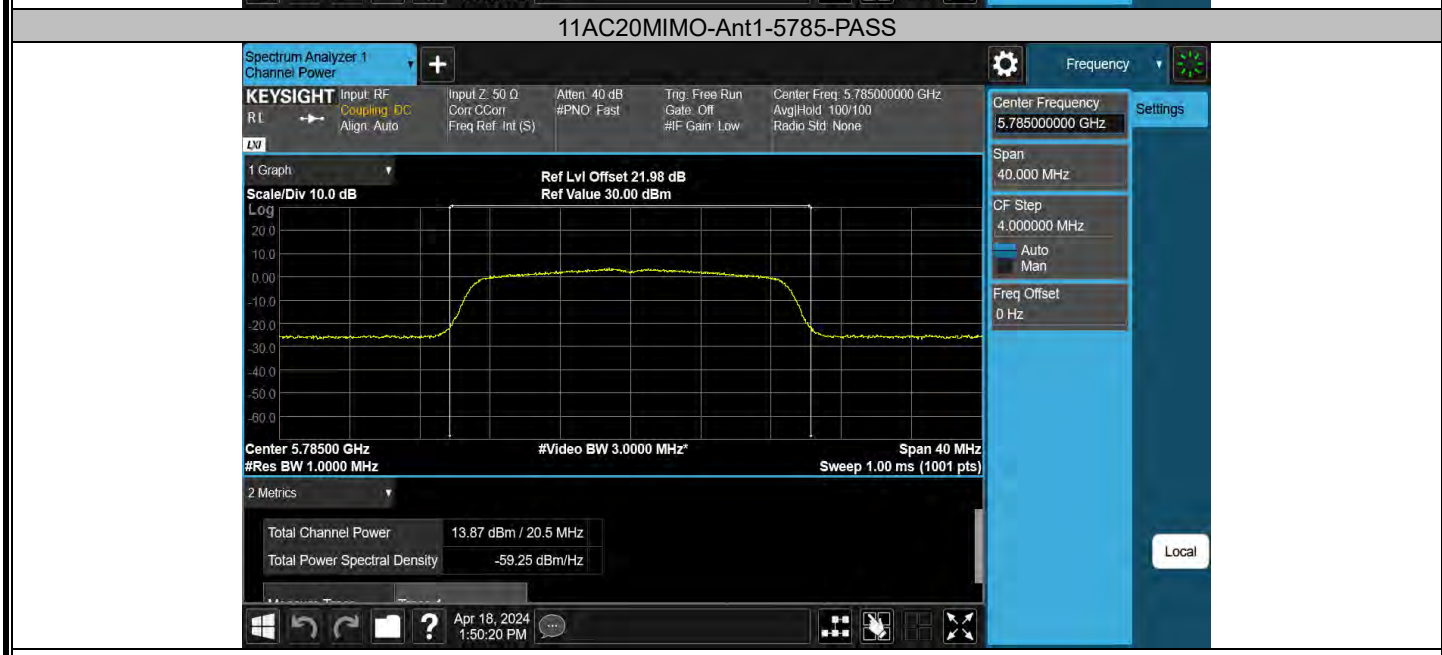 11AC20MIMO-Ant1-5785-PASS
Spectrum Analyzer 1
Channel Power
Frequency
KEYSIGHT
R L
LXI
Input: RF
Coupling: DC
Align: Auto
Input Z: 50 Ω
Corr CCorr
Freq Ref: Int (S)
Atten: 40 dB
#PNO: Fast
Trig: Free Run
Gate: Off
#IF Gain: Low
Center Freq: 5.785000000 GHz
Avg|Hold: 100/100
Radio Std: None
Center Frequency
5.785000000 GHz
Settings
Span
40.000 MHz
CF Step
4.000000 MHz
Auto
Man
Freq Offset
0 Hz
Local
1 Graph
Scale/Div 10.0 dB
Ref Lvl Offset 21.98 dB
Ref Value 30.00 dBm
Log
20.0
10.0
0.00
-10.0
-20.0
-30.0
-40.0
-50.0
-60.0
Center 5.78500 GHz
#Res BW 1.0000 MHz
#Video BW 3.0000 MHz*
Span 40 MHz
Sweep 1.00 ms (1001 pts)
2 Metrics
Total Channel Power 13.87 dBm / 20.5 MHz
Total Power Spectral Density -59.25 dBm/Hz
?
Apr 18, 2024
1:50:20 PM